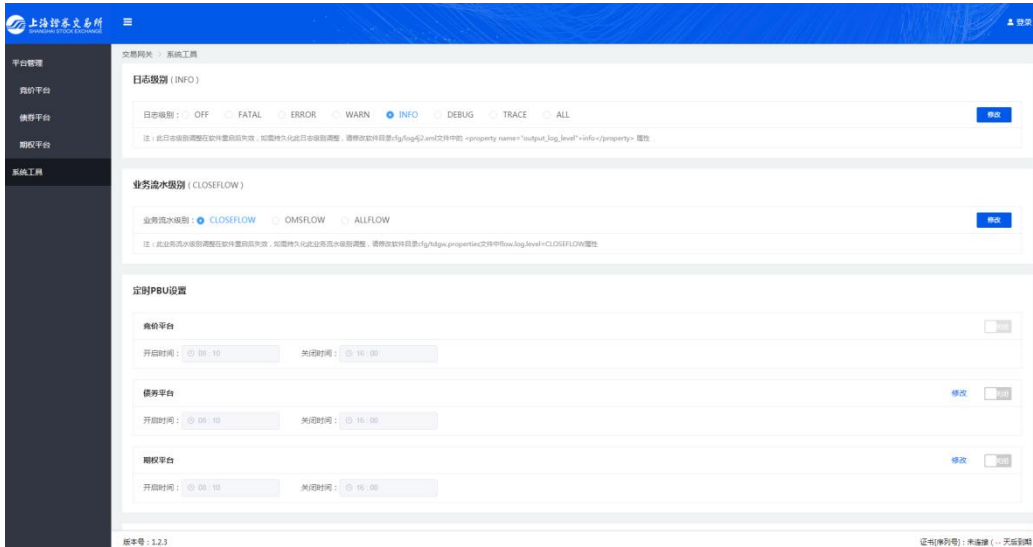 上海證券交易所
SHANGHAI STOCK EXCHANGE
登录
平台管理
竞价平台
债券平台
期权平台
系统工具
交易网关 > 系统工具
日志级别 ( INFO )
日志级别： OFF FATAL ERROR WARN INFO DEBUG TRACE ALL
修改
注：此日志级别调整在软件重启后失效，如需持久化此日志级别调整，请修改软件目录cfg/log4j2.xml文件中的 <property name="output_log_level">info</property> 属性
业务流水级别 ( CLOSEFLOW )
业务流水级别： CLOSEFLOW OMSFLOW ALLFLOW
修改
注：此业务流水级别调整在软件重启后失效，如需持久化此业务流水级别调整，请修改软件目录cfg/tdgw.properties文件中flow.log.level=CLOSEFLOW属性
定时PBU设置
竞价平台
关闭
开启时间： 08 : 10 关闭时间： 16 : 00
债券平台
修改 关闭
开启时间： 08 : 10 关闭时间： 16 : 00
期权平台
修改 关闭
开启时间： 08 : 10 关闭时间： 16 : 00
版本号：1.2.3
证书[序列号]：未连接 ( -- 天后到期